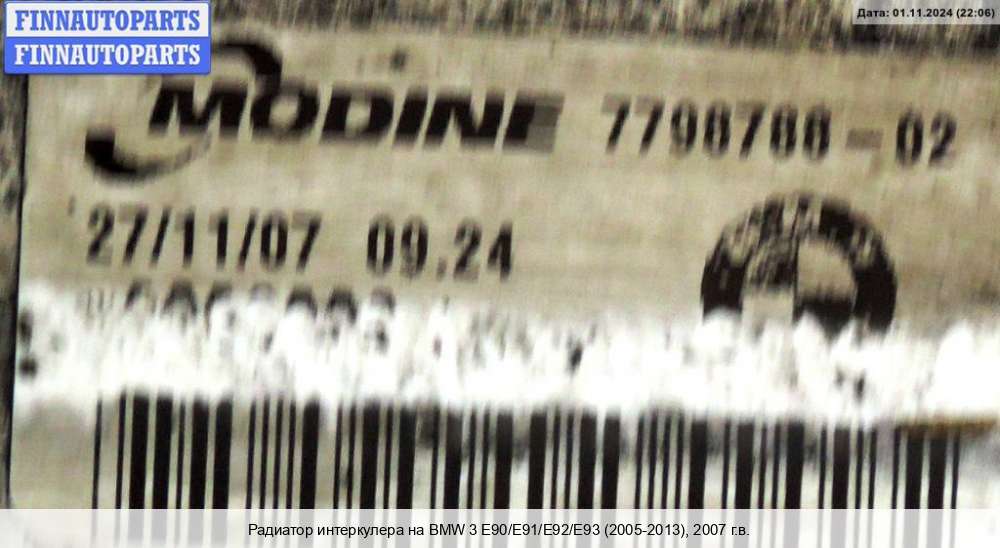 FINNAUTOPARTS
FINNAUTOPARTS
Дата: 01.11.2024 (22:06)
MODINE 7798788-02
27/11/07 09.24
Радиатор интеркулера на BMW 3 E90/E91/E92/E93 (2005-2013), 2007 г.в.